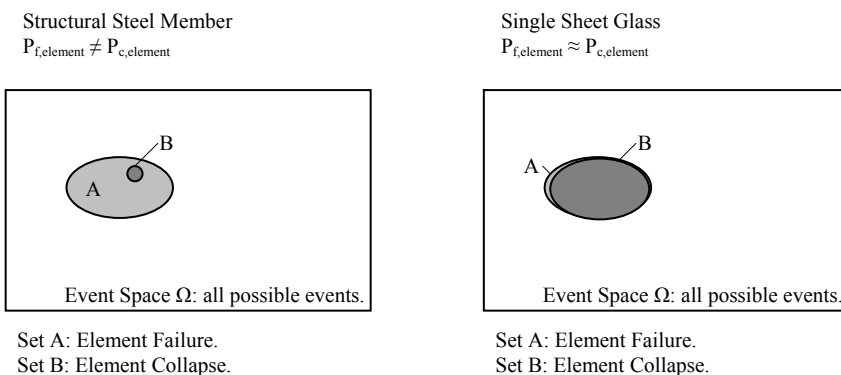 Structural Steel Member
P_f,element ≠ P_c,element
B
A
Event Space Ω: all possible events.
Set A: Element Failure.
Set B: Element Collapse.
Single Sheet Glass
P_f,element ≈ P_c,element
B
A
Event Space Ω: all possible events.
Set A: Element Failure.
Set B: Element Collapse.